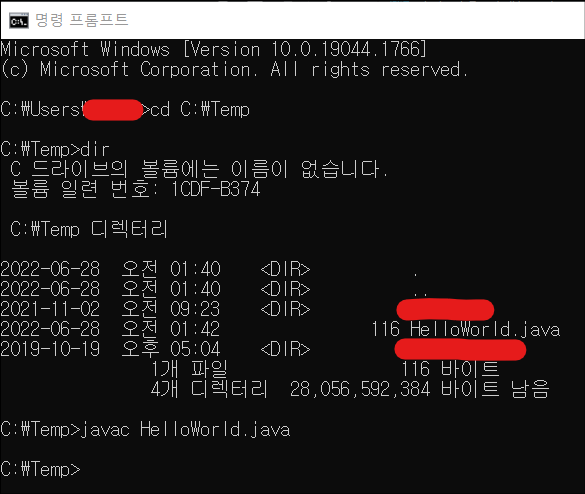 명령 프롬프트
Microsoft Windows [Version 10.0.19044.1766]
(c) Microsoft Corporation. All rights reserved.
C:₩Users₩>cd C:₩Temp
C:₩Temp>dir
C 드라이브의 볼륨에는 이름이 없습니다.
볼륨 일련 번호: 1CDF-B374
C:₩Temp 디렉터리
2022-06-28 오전 01:40 <DIR> .
2022-06-28 오전 01:40 <DIR> ..
2021-11-02 오전 09:23 <DIR>
2022-06-28 오전 01:42 116 HelloWorld.java
2019-10-19 오후 05:04 <DIR>
1개 파일 116 바이트
4개 디렉터리 28,056,592,384 바이트 남음
C:₩Temp>javac HelloWorld.java
C:₩Temp>